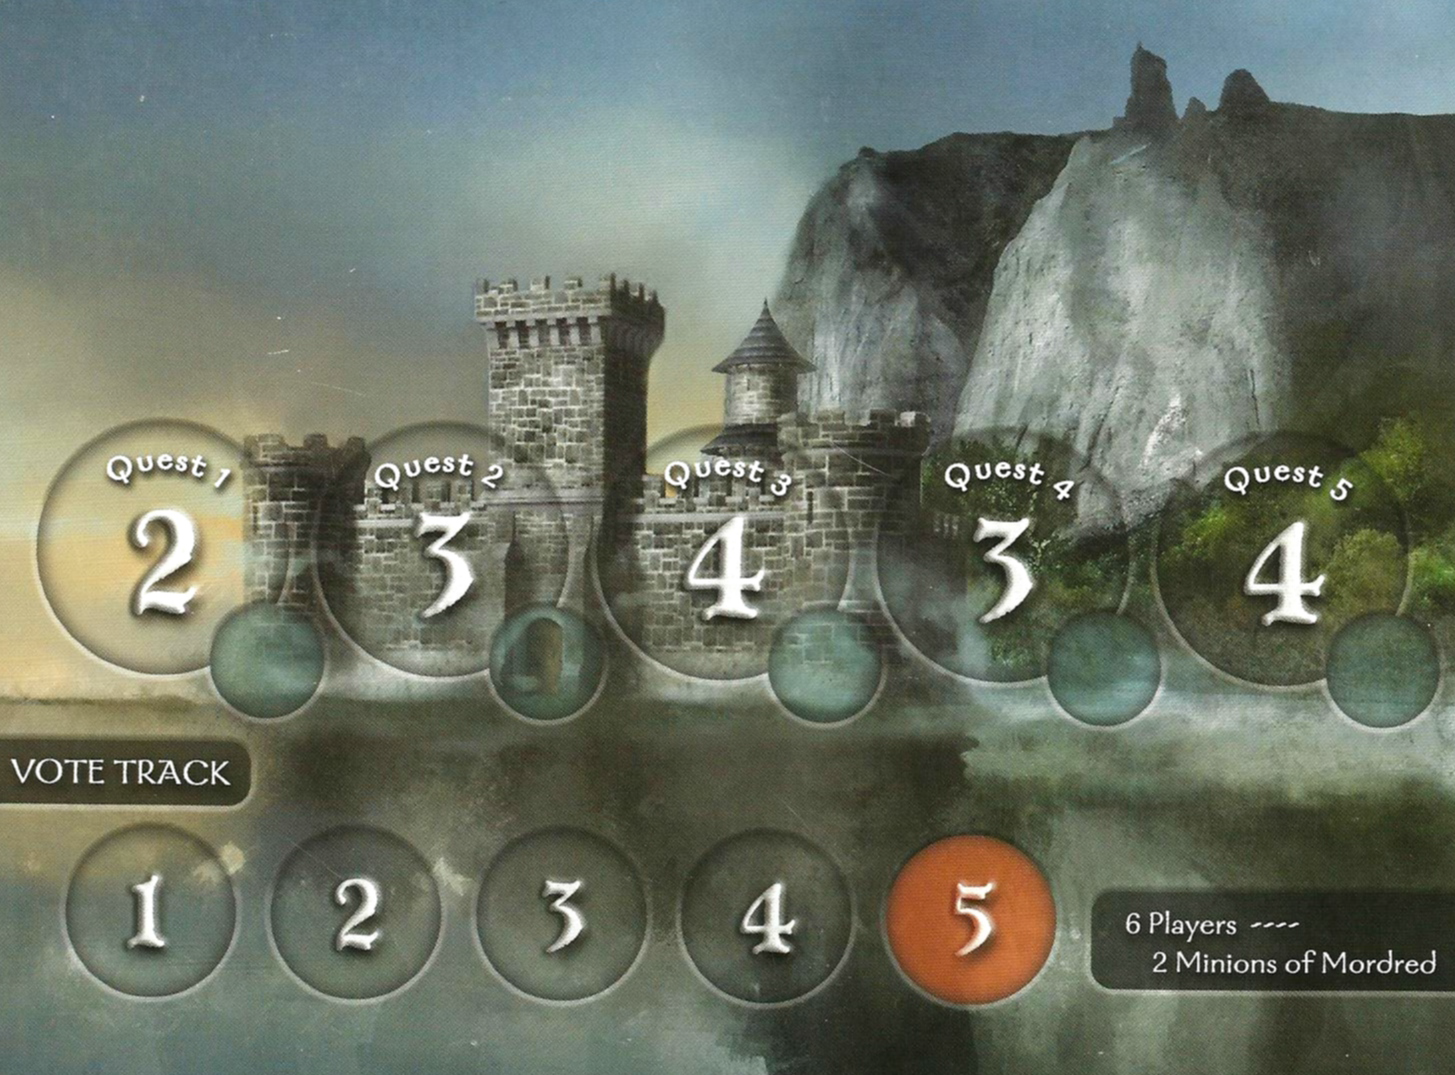 Quest 1
2
Quest 2
3
Quest 3
4
Quest 4
3
Quest 5
4
VOTE TRACK
1
2
3
4
5
6 Players ----
2 Minions of Mordred